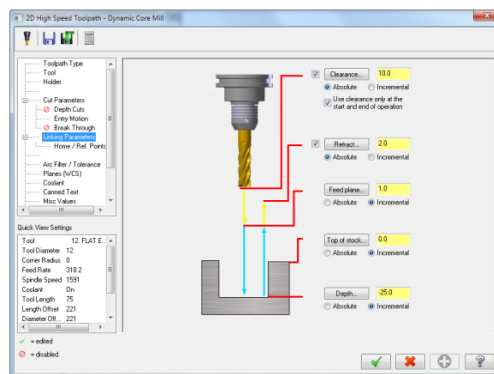 2D High Speed Toolpath - Dynamic Core Mill
Toolpath Type
Tool
Holder
Cut Parameters
Depth Cuts
Entry Motion
Break Through
Linking Parameters
Home / Ref. Points
Arc Filter / Tolerance
Planes (WCS)
Coolant
Canned Text
Misc Values
Quick View Settings
Tool 12. FLAT E...
Tool Diameter 12
Corner Radius 0
Feed Rate 318.2
Spindle Speed 1591
Coolant On
Tool Length 75
Length Offset 221
Diameter Off... 221
= edited
= disabled
Clearance... 10.0
Absolute Incremental
Use clearance only at the
start and end of operation
Retract... 2.0
Absolute Incremental
Feed plane... 1.0
Absolute Incremental
Top of stock... 0.0
Absolute Incremental
Depth... -25.0
Absolute Incremental